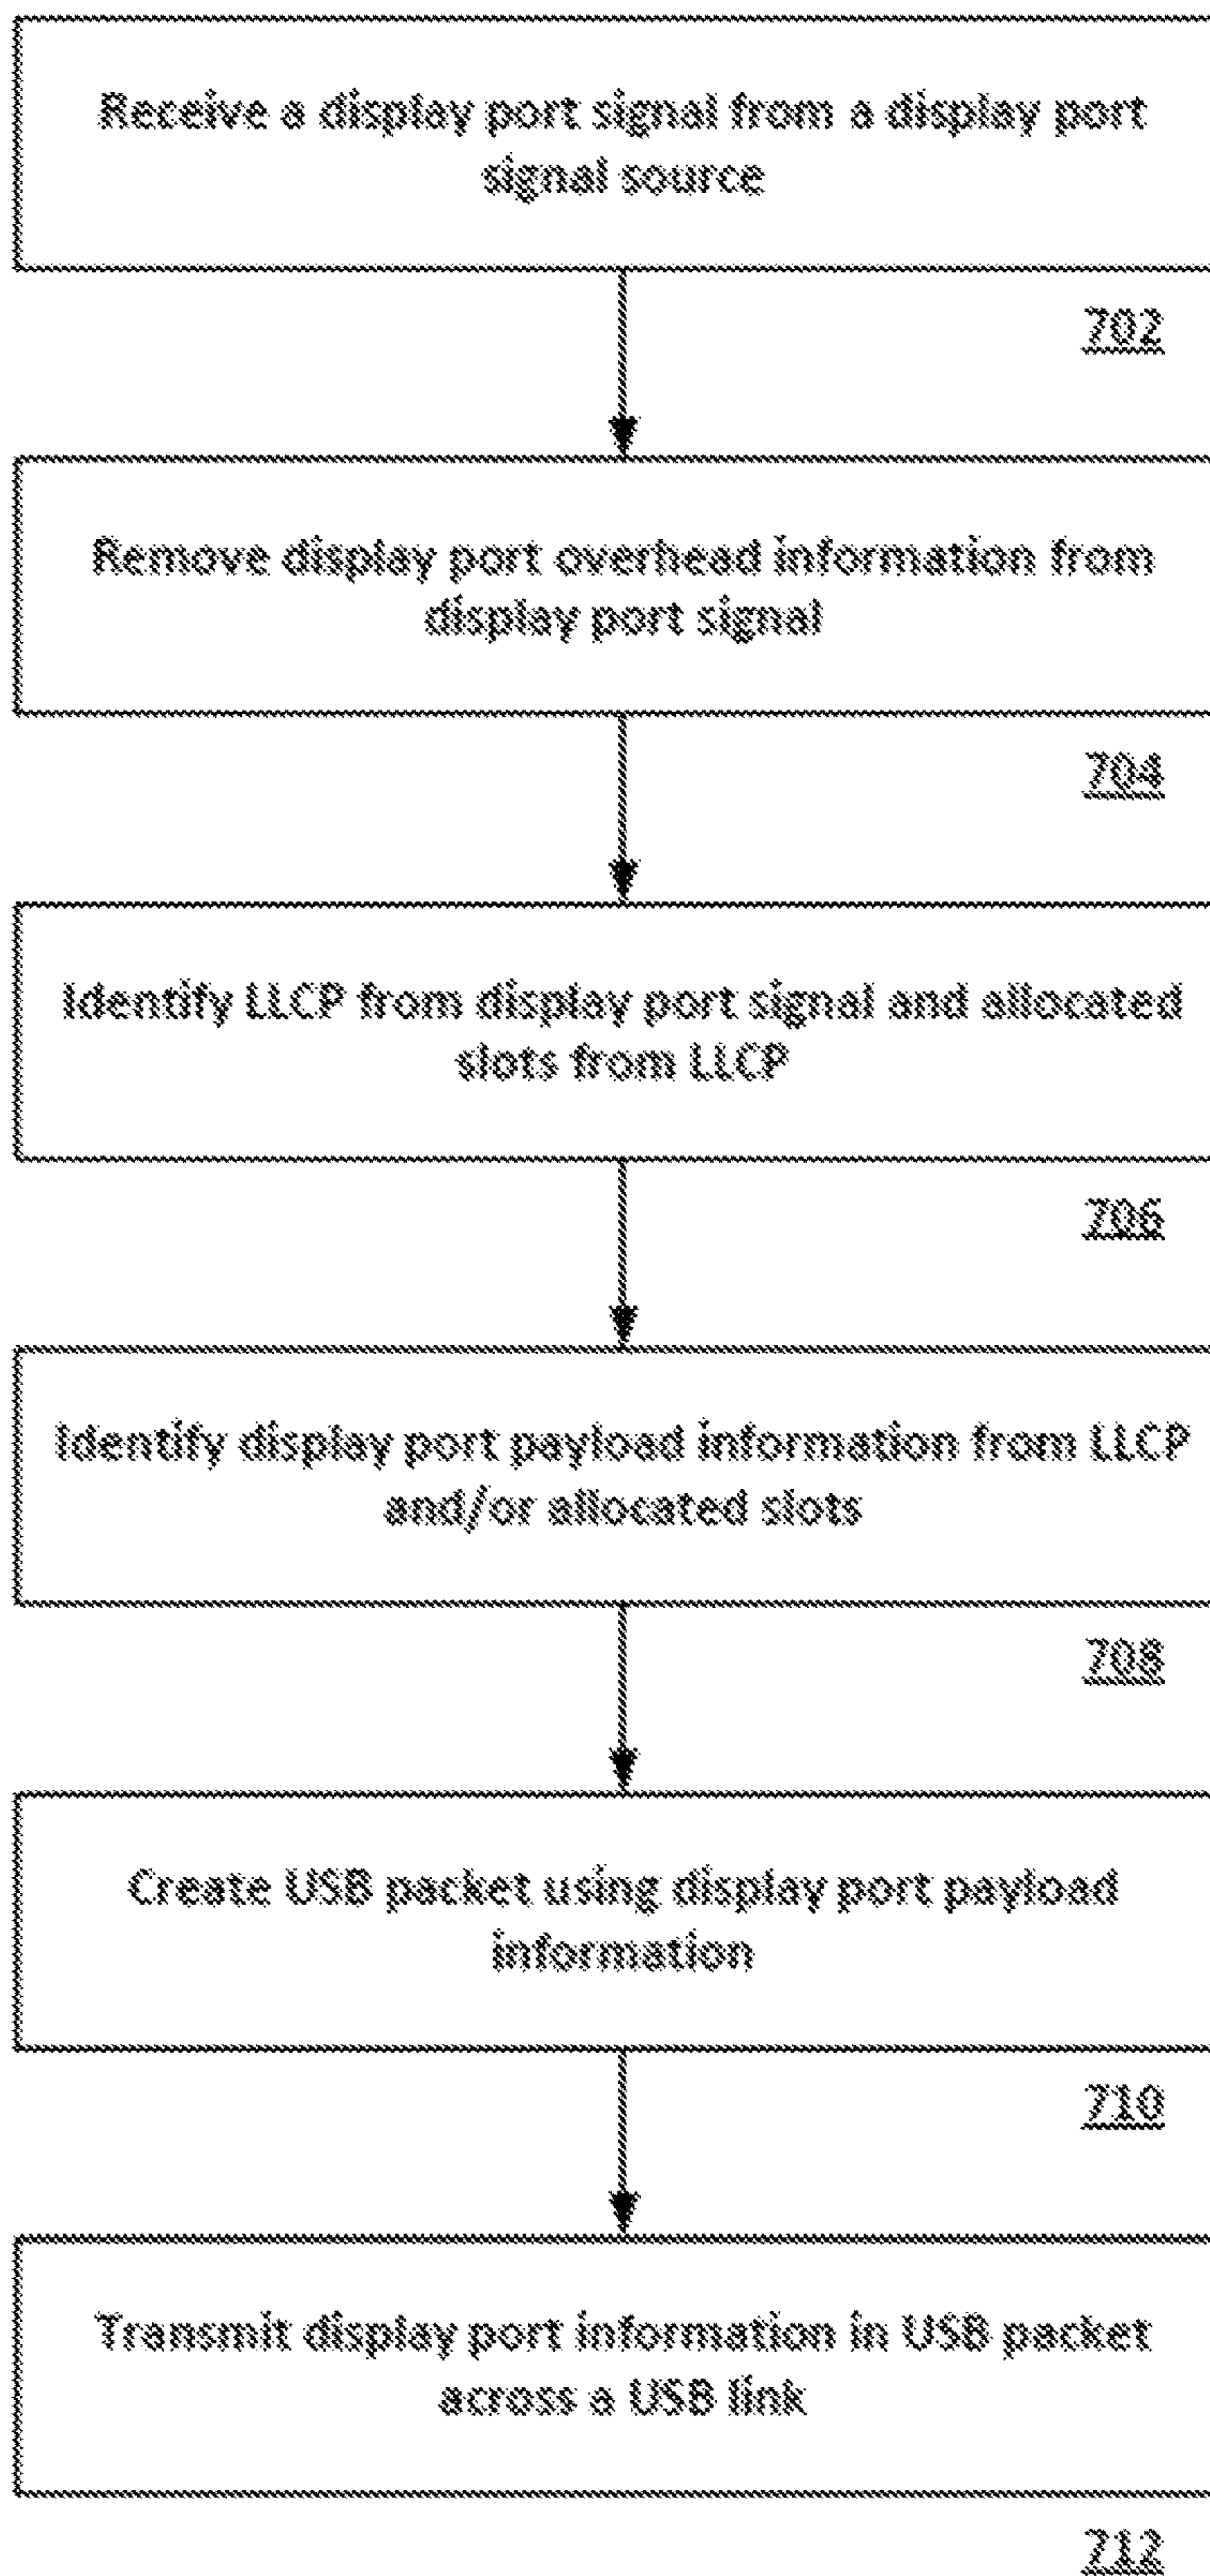 Receive a display port signal from a display port
signal source
702
Remove display port overhead information from
display port signal
704
Identify LLCP from display port signal and allocated
slots from LLCP
706
Identify display port payload information from LLCP
and/or allocated slots
708
Create USB packet using display port payload
information
710
Transmit display port information in USB packet
across a USB link
712